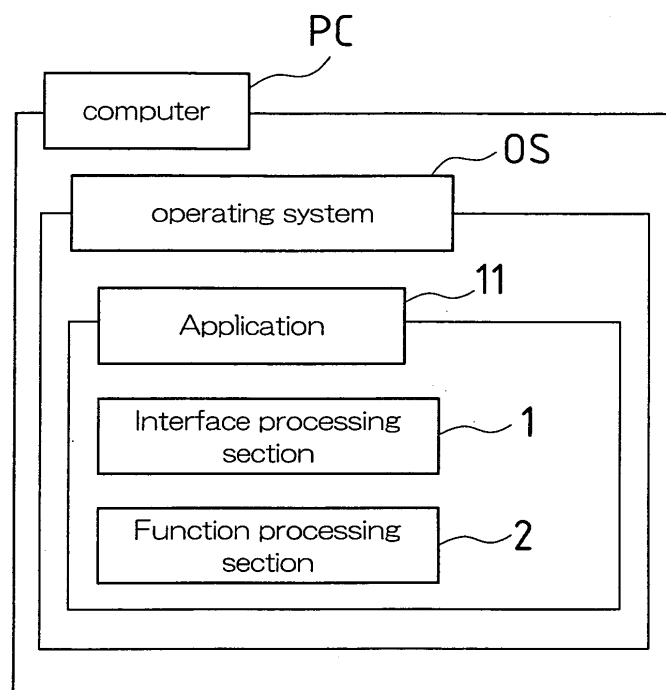 PC
computer
OS
operating system
11
Application
Interface processing
section
1
Function processing
section
2